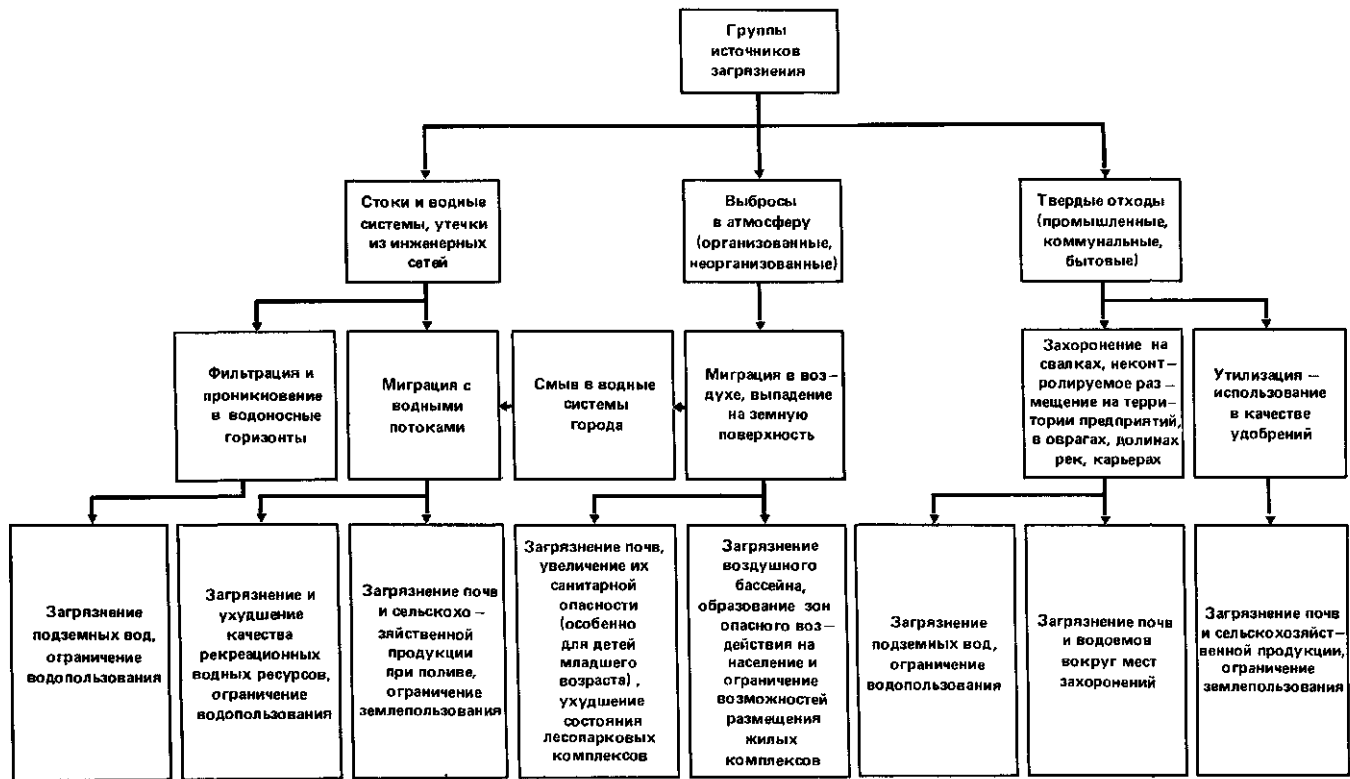 Группы
источников
загрязнения
Стоки и водные
системы, утечки
из инженерных
сетей
Выбросы
в атмосферу
(организованные,
неорганизованные)
Твердые отходы
(промышленные,
коммунальные,
бытовые)
Фильтрация и
проникновение
в водоносные
горизонты
Миграция с
водными
потоками
Смыв в водные
системы
города
Миграция в воз–
духе, выпадение
на земную
поверхность
Захоронение на
свалках, неконт–
ролируемое раз–
мещение на терри–
тории предприятий,
в оврагах, долинах
рек, карьерах
Утилизация –
использование
в качестве
удобрений
Загрязнение
подземных вод,
ограничение
водопользования
Загрязнение и
ухудшение
качества
рекреационных
водных ресурсов,
ограничение
водопользования
Загрязнение почв
и сельскохо –
зяйственной
продукции
при поливе,
ограничение
землепользования
Загрязнение почв,
увеличение их
санитарной
опасности
(особенно
для детей
младшего
возраста) ,
ухудшение
состояния
лесопарковых
комплексов
Загрязнение
воздушного
бассейна,
образование зон
опасного воз–
действия на
население и
ограничение
возможностей
размещения
жилых
комплексов
Загрязнение
подземных вод,
ограничение
водопользования
Загрязнение почв
и водоемов
вокруг мест
захоронений
Загрязнение почв
и сельскохозяйст–
венной продукции,
ограничение
землепользования